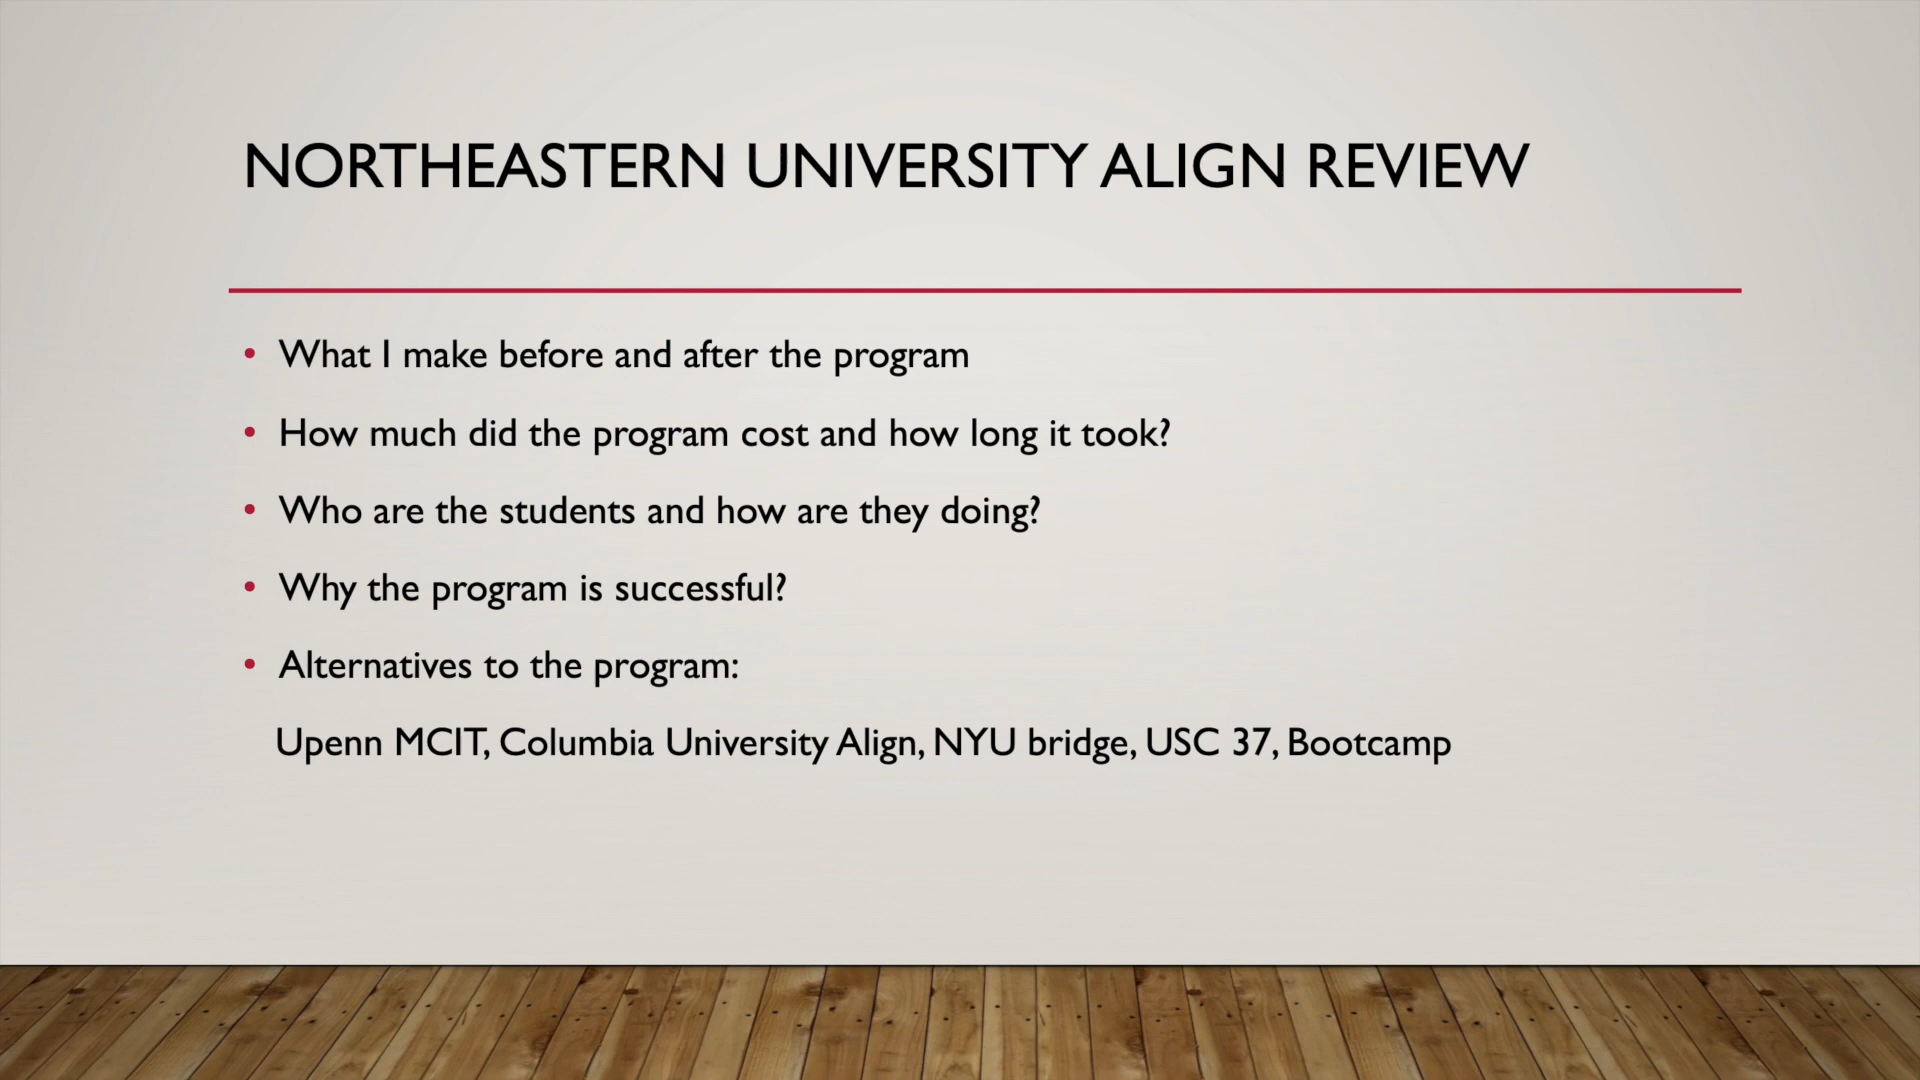 NORTHEASTERN UNIVERSITY ALIGN REVIEW
• What I make before and after the program
• How much did the program cost and how long it took?
• Who are the students and how are they doing?
• Why the program is successful?
• Alternatives to the program:
Upenn MCIT, Columbia University Align, NYU bridge, USC 37, Bootcamp